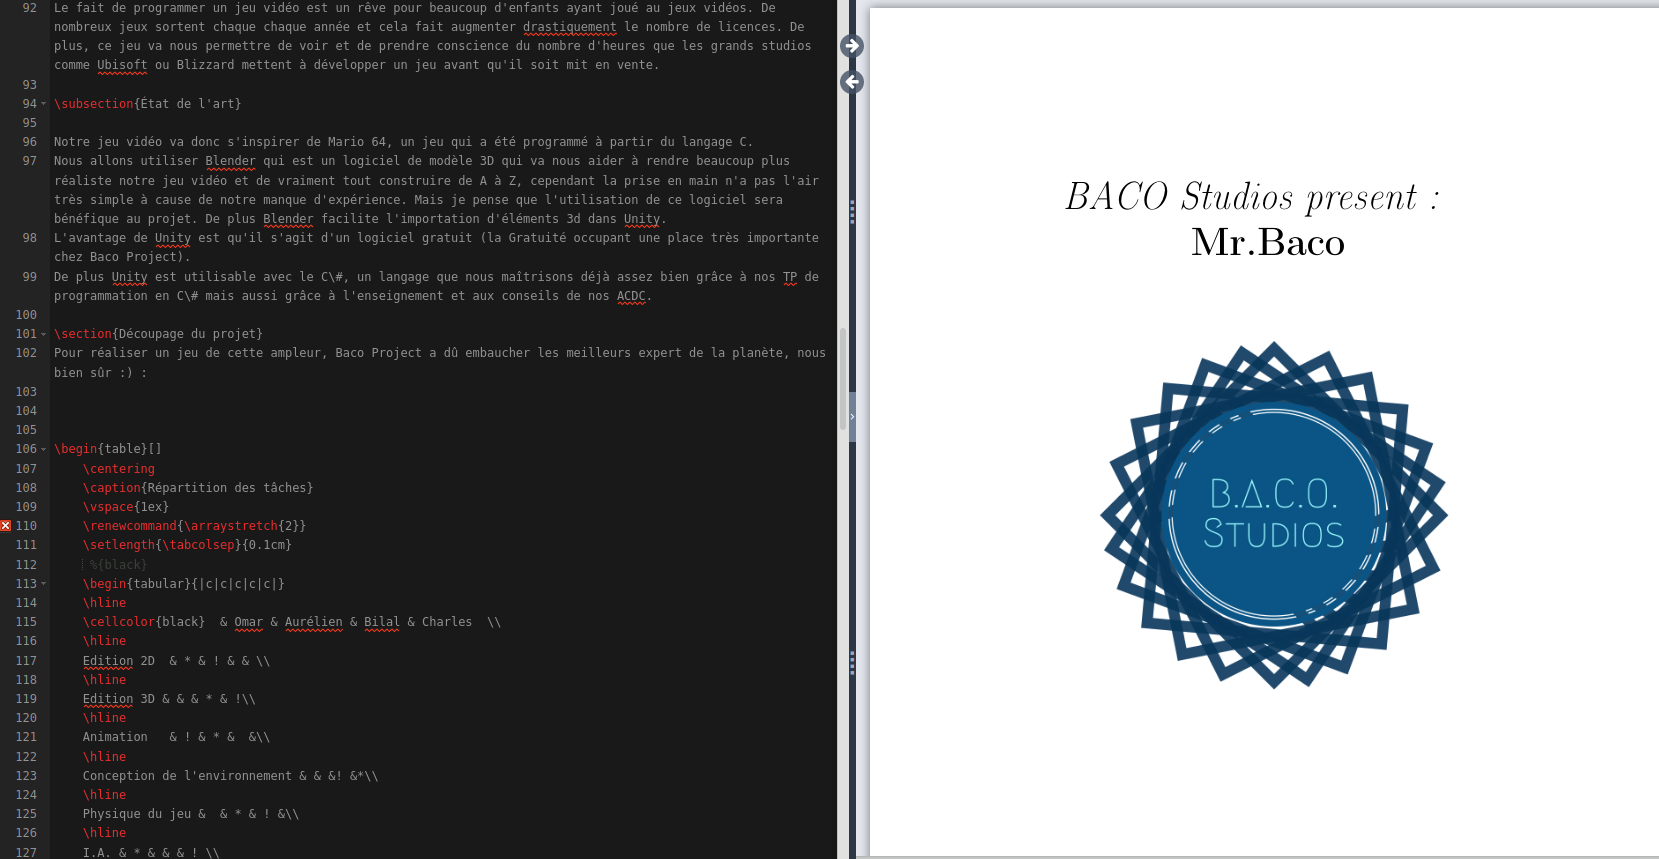 92 Le fait de programmer un jeu vidéo est un rêve pour beaucoup d'enfants ayant joué au jeux vidéos. De
nombreux jeux sortent chaque chaque année et cela fait augmenter drastiquement le nombre de licences. De
plus, ce jeu va nous permettre de voir et de prendre conscience du nombre d'heures que les grands studios
comme Ubisoft ou Blizzard mettent à développer un jeu avant qu'il soit mit en vente.
93
94 \subsection{État de l'art}
95
96 Notre jeu vidéo va donc s'inspirer de Mario 64, un jeu qui a été programmé à partir du langage C.
97 Nous allons utiliser Blender qui est un logiciel de modèle 3D qui va nous aider à rendre beaucoup plus
réaliste notre jeu vidéo et de vraiment tout construire de A à Z, cependant la prise en main n'a pas l'air
très simple à cause de notre manque d'expérience. Mais je pense que l'utilisation de ce logiciel sera
bénéfique au projet. De plus Blender facilite l'importation d'éléments 3d dans Unity.
98 L'avantage de Unity est qu'il s'agit d'un logiciel gratuit (la Gratuité occupant une place très importante
chez Baco Project).
99 De plus Unity est utilisable avec le C\#, un langage que nous maîtrisons déjà assez bien grâce à nos TP de
programmation en C\# mais aussi grâce à l'enseignement et aux conseils de nos ACDC.
100
101 \section{Découpage du projet}
102 Pour réaliser un jeu de cette ampleur, Baco Project a dû embaucher les meilleurs expert de la planète, nous
bien sûr :) :
103
104
105
106 \begin{table}[]
107 \centering
108 \caption{Répartition des tâches}
109 \vspace{1ex}
110 \renewcommand{\arraystretch{2}}
111 \setlength{\tabcolsep}{0.1cm}
112 %{black}
113 \begin{tabular}{|c|c|c|c|c|}
114 \hline
115 \cellcolor{black}  & Omar & Aurélien & Bilal & Charles  \\
116 \hline
117 Edition 2D  & * & ! & & \\
118 \hline
119 Edition 3D & & & * & !\\
120 \hline
121 Animation   & ! & * &  &\\
122 \hline
123 Conception de l'environnement & & &! &*\\
124 \hline
125 Physique du jeu &  & * & ! &\\
126 \hline
127 I.A. & * & & & ! \\
BACO Studios present :
Mr.Baco
B.A.C.O.
STUDIOS